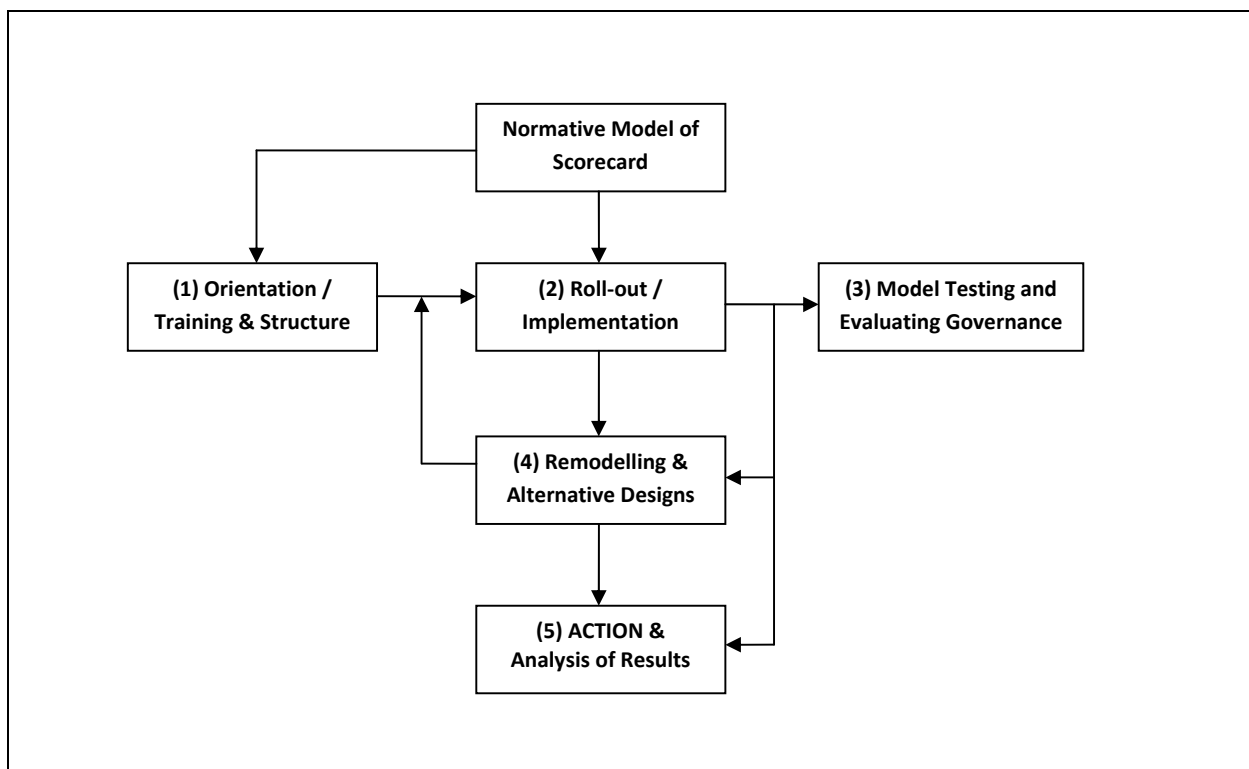 Normative Model of
Scorecard
(1) Orientation /
Training & Structure
(2) Roll-out /
Implementation
(3) Model Testing and
Evaluating Governance
(4) Remodelling &
Alternative Designs
(5) ACTION &
Analysis of Results